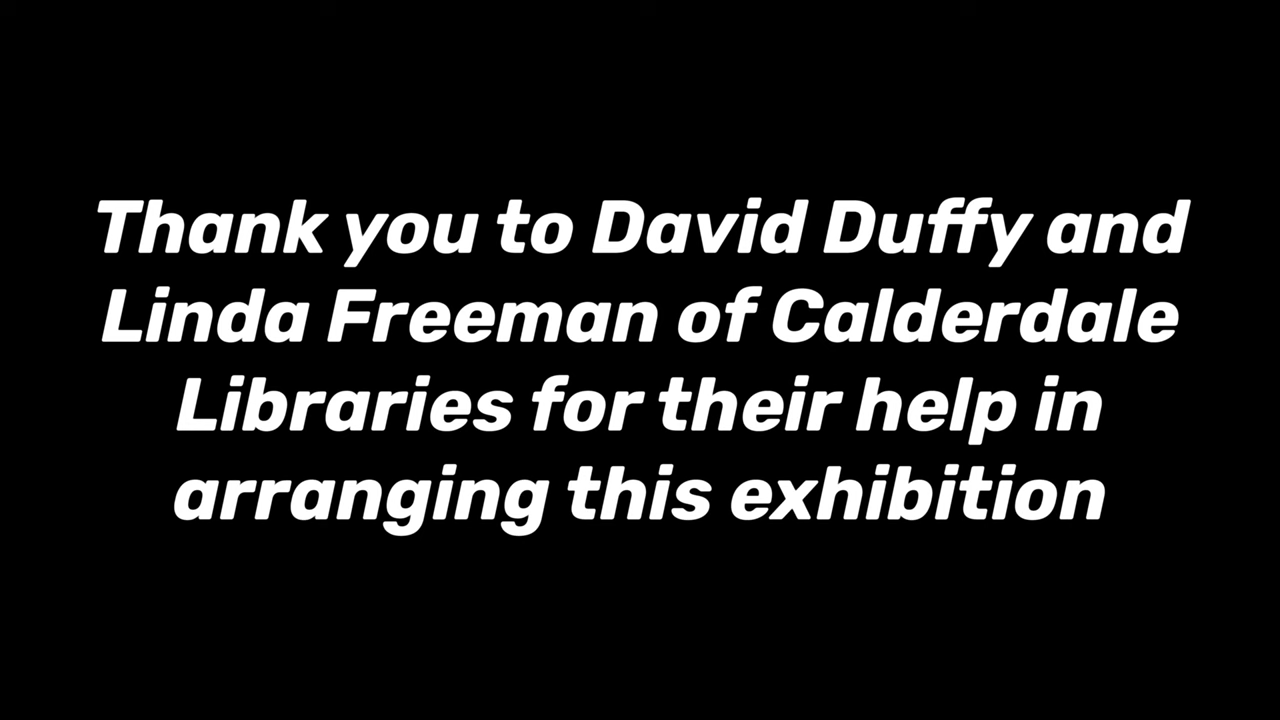 Thank you to David Duffy and
Linda Freeman of Calderdale
Libraries for their help in
arranging this exhibition